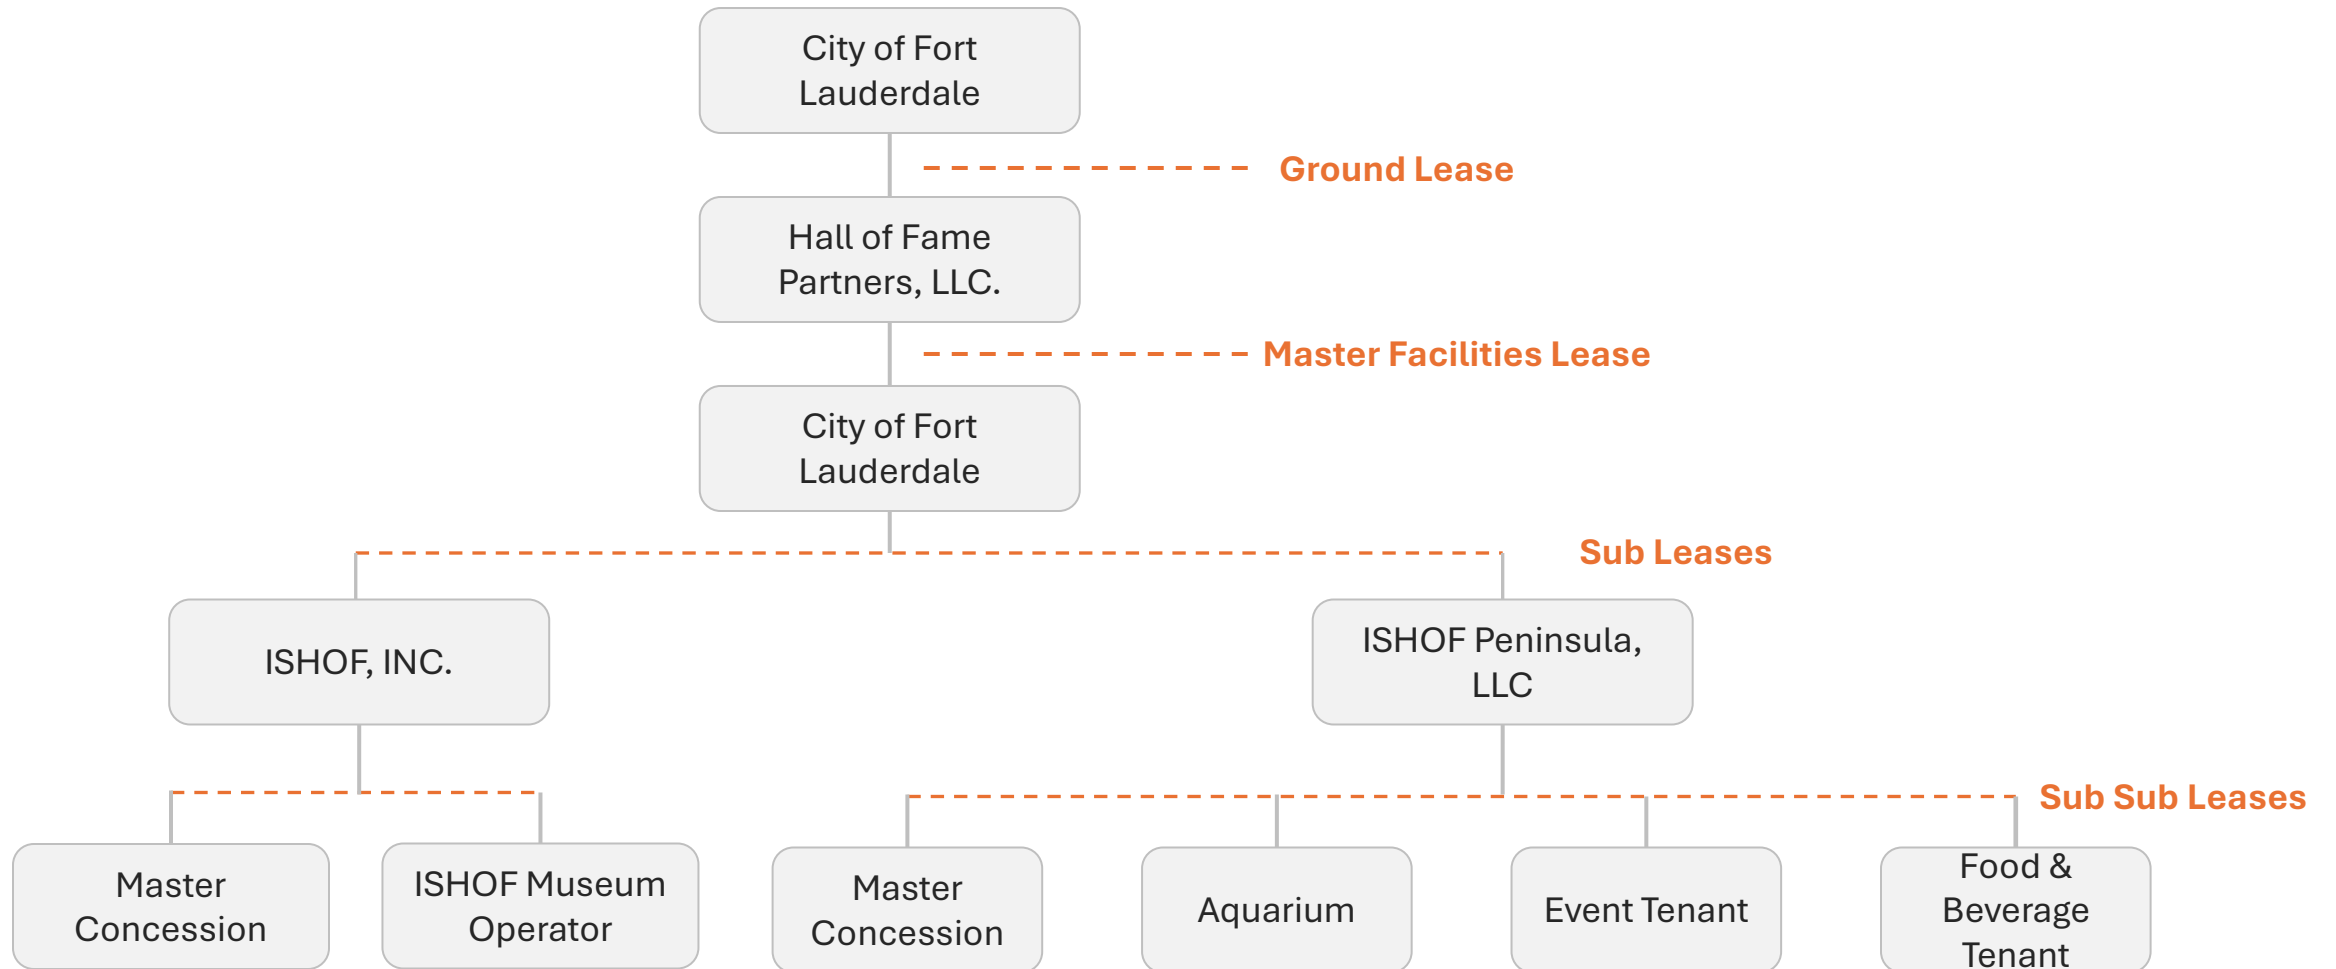 City of Fort
Lauderdale
Ground Lease
Hall of Fame
Partners, LLC.
Master Facilities Lease
City of Fort
Lauderdale
Sub Leases
ISHOF, INC.
ISHOF Peninsula,
LLC
Sub Sub Leases
Master
Concession
ISHOF Museum
Operator
Master
Concession
Aquarium
Event Tenant
Food &
Beverage
Tenant